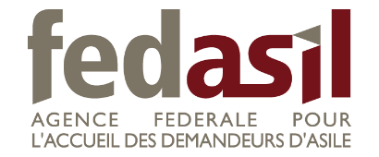 fedasil
AGENCE FEDERALE POUR
L'ACCUEIL DES DEMANDEURS D'ASILE